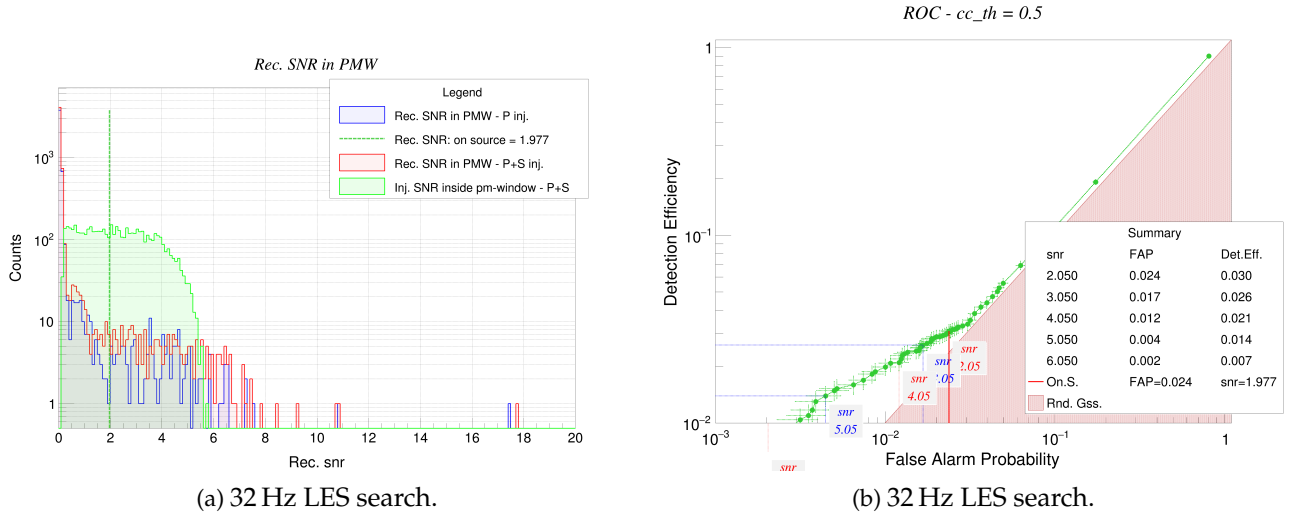 Rec. SNR in PMW
Legend
Rec. SNR in PMW - P inj.
Rec. SNR: on source = 1.977
Rec. SNR in PMW - P+S inj.
Inj. SNR inside pm-window - P+S
Counts
10³
10²
10
1
0 2 4 6 8 10 12 14 16 18 20
Rec. snr
(a) 32 Hz LES search.
ROC - cc_th = 0.5
Detection Efficiency
1
10⁻¹
10⁻²
Summary
snr FAP Det.Eff.
2.050 0.024 0.030
3.050 0.017 0.026
4.050 0.012 0.021
5.050 0.004 0.014
6.050 0.002 0.007
On.S. FAP=0.024 snr=1.977
Rnd. Gss.
snr
2.05
snr
.05
snr
4.05
snr
5.05
snr
10⁻³ 10⁻² 10⁻¹ 1
False Alarm Probability
(b) 32 Hz LES search.